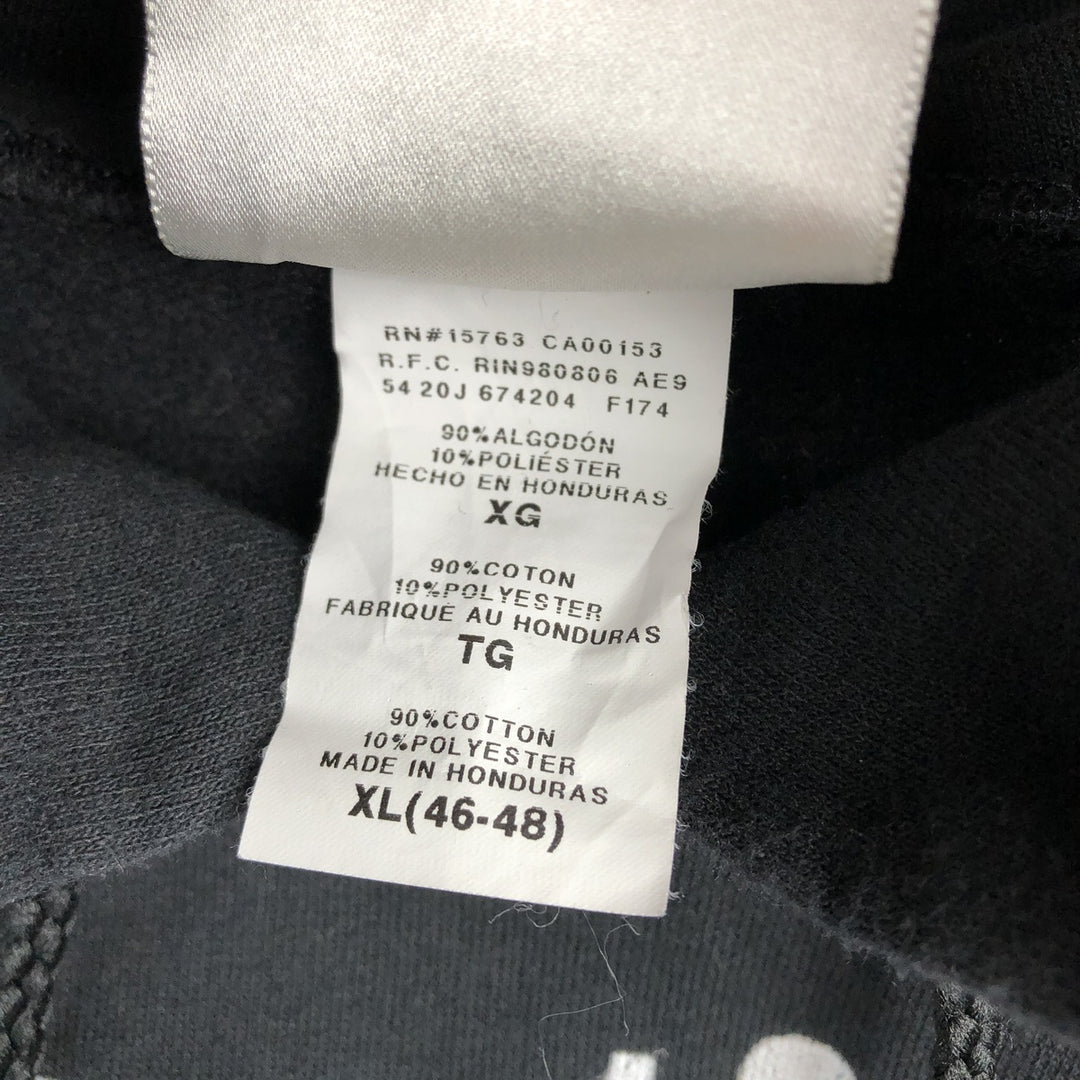 RN#15763 CA00153
R.F.C. RIN980806 AE9
54 20J 674204 F174
90%ALGODÓN
10%POLIÉSTER
HECHO EN HONDURAS
XG
90%COTON
10%POLYESTER
FABRIQUÉ AU HONDURAS
TG
90%COTTON
10%POLYESTER
MADE IN HONDURAS
XL(46-48)